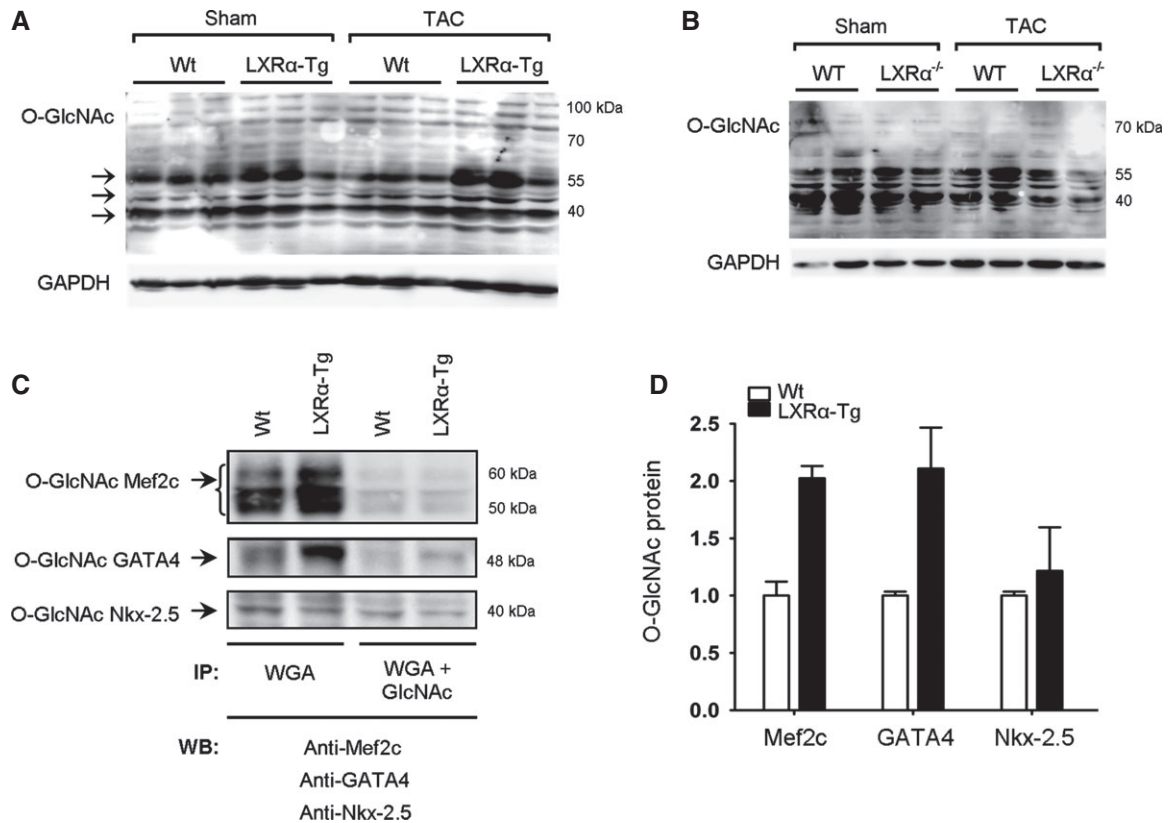 A
Sham TAC
Wt LXRα-Tg Wt LXRα-Tg
O-GlcNAc
100 kDa
70
55
40
GAPDH
B
Sham TAC
WT LXRα-/- WT LXRα-/-
O-GlcNAc
70 kDa
55
40
GAPDH
C
Wt LXRα-Tg Wt LXRα-Tg
O-GlcNAc Mef2c
60 kDa
50 kDa
O-GlcNAc GATA4
48 kDa
O-GlcNAc Nkx-2.5
40 kDa
IP: WGA WGA +
GlcNAc
WB: Anti-Mef2c
Anti-GATA4
Anti-Nkx-2.5
D
Wt
LXRα-Tg
O-GlcNAc protein
2.5
2.0
1.5
1.0
0.5
0.0
Mef2c GATA4 Nkx-2.5